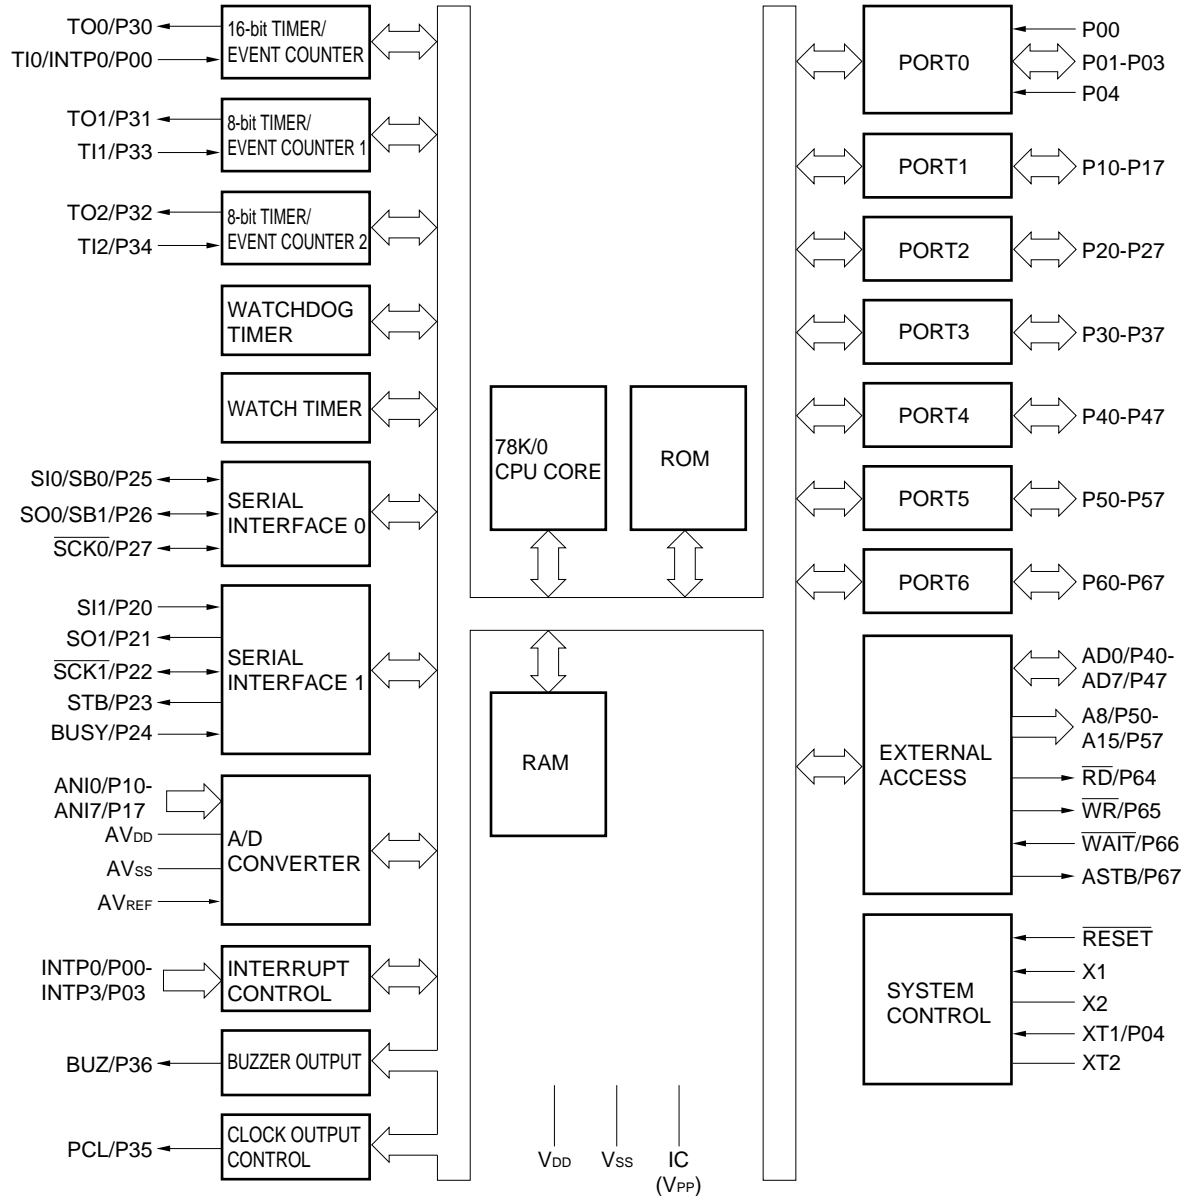 TO0/P30
TI0/INTP0/P00
16-bit TIMER/
EVENT COUNTER
TO1/P31
TI1/P33
8-bit TIMER/
EVENT COUNTER 1
TO2/P32
TI2/P34
8-bit TIMER/
EVENT COUNTER 2
WATCHDOG
TIMER
WATCH TIMER
SI0/SB0/P25
SO0/SB1/P26
SCK0/P27
SERIAL
INTERFACE 0
SI1/P20
SO1/P21
SCK1/P22
STB/P23
BUSY/P24
SERIAL
INTERFACE 1
ANI0/P10-
ANI7/P17
AVDD
AVSS
AVREF
A/D
CONVERTER
INTP0/P00-
INTP3/P03
INTERRUPT
CONTROL
BUZ/P36
BUZZER OUTPUT
PCL/P35
CLOCK OUTPUT
CONTROL
78K/0
CPU CORE
ROM
RAM
VDD
VSS
IC
(VPP)
PORT0
P00
P01-P03
P04
PORT1
P10-P17
PORT2
P20-P27
PORT3
P30-P37
PORT4
P40-P47
PORT5
P50-P57
PORT6
P60-P67
EXTERNAL
ACCESS
AD0/P40-
AD7/P47
A8/P50-
A15/P57
RD/P64
WR/P65
WAIT/P66
ASTB/P67
SYSTEM
CONTROL
RESET
X1
X2
XT1/P04
XT2